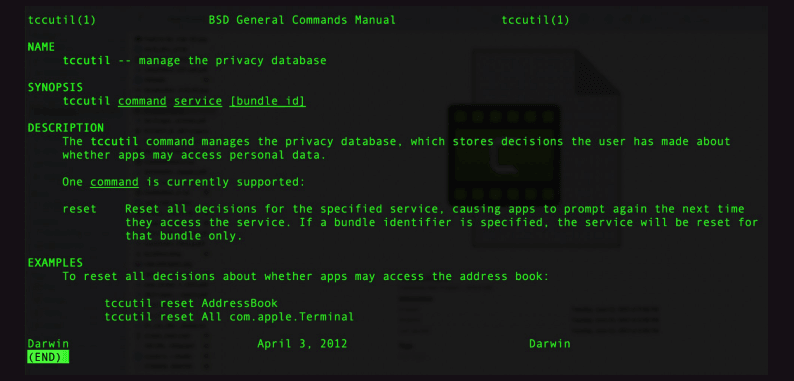 tccutil(1) BSD General Commands Manual tccutil(1)
NAME
tccutil -- manage the privacy database
SYNOPSIS
tccutil command service [bundle_id]
DESCRIPTION
The tccutil command manages the privacy database, which stores decisions the user has made about
whether apps may access personal data.
One command is currently supported:
reset Reset all decisions for the specified service, causing apps to prompt again the next time
they access the service. If a bundle identifier is specified, the service will be reset for
that bundle only.
EXAMPLES
To reset all decisions about whether apps may access the address book:
tccutil reset AddressBook
tccutil reset All com.apple.Terminal
Darwin April 3, 2012 Darwin
(END)